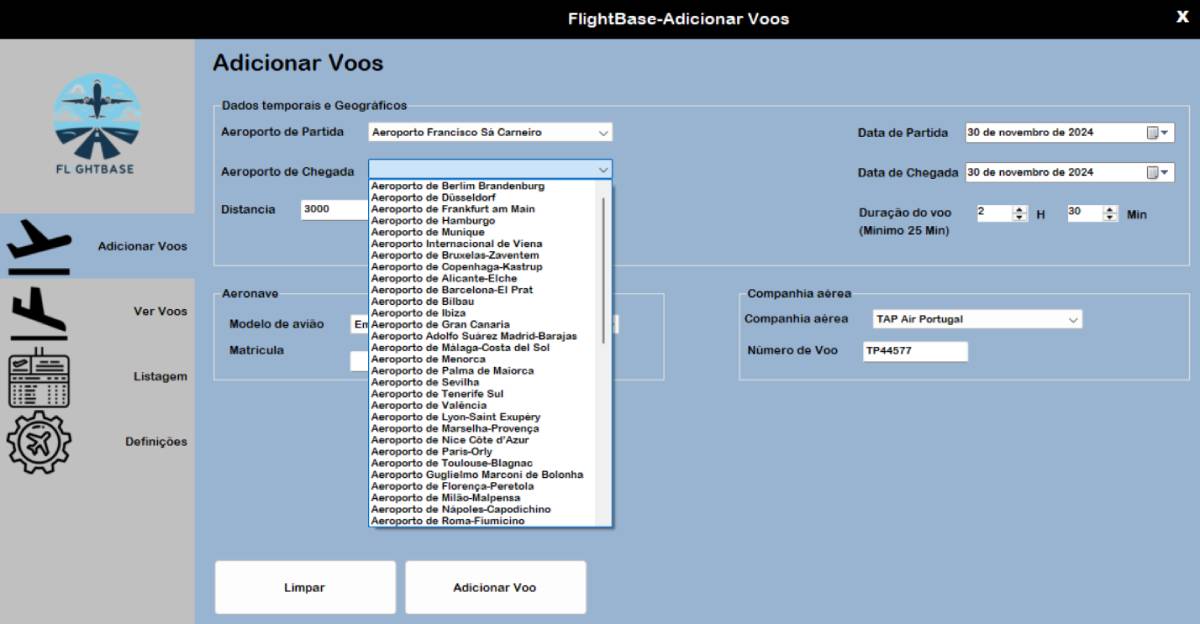 FlightBase-Adicionar Voos
X
FL GHTBASE
Adicionar Voos
Ver Voos
Listagem
Definições
Adicionar Voos
Dados temporais e Geográficos
Aeroporto de Partida
Aeroporto Francisco Sá Carneiro
Data de Partida
30 de novembro de 2024
Aeroporto de Chegada
Data de Chegada
30 de novembro de 2024
Distancia
3000
Duração do voo
(Minimo 25 Min)
2
H
30
Min
Aeroporto de Berlim Brandenburg
Aeroporto de Düsseldorf
Aeroporto de Frankfurt am Main
Aeroporto de Hamburgo
Aeroporto de Munique
Aeroporto Internacional de Viena
Aeroporto de Bruxelas-Zaventem
Aeroporto de Copenhaga-Kastrup
Aeroporto de Alicante-Elche
Aeroporto de Barcelona-El Prat
Aeroporto de Bilbau
Aeroporto de Ibiza
Aeroporto de Gran Canaria
Aeroporto Adolfo Suárez Madrid-Barajas
Aeroporto de Málaga-Costa del Sol
Aeroporto de Menorca
Aeroporto de Palma de Maiorca
Aeroporto de Sevilha
Aeroporto de Tenerife Sul
Aeroporto de Valência
Aeroporto de Lyon-Saint Exupéry
Aeroporto de Marselha-Provença
Aeroporto de Nice Côte d'Azur
Aeroporto de Paris-Orly
Aeroporto de Toulouse-Blagnac
Aeroporto Guglielmo Marconi de Bolonha
Aeroporto de Florença-Peretola
Aeroporto de Milão-Malpensa
Aeroporto de Nápoles-Capodichino
Aeroporto de Roma-Fiumicino
Aeronave
Modelo de avião
Matricula
Companhia aérea
Companhia aérea
TAP Air Portugal
Número de Voo
TP44577
Limpar
Adicionar Voo